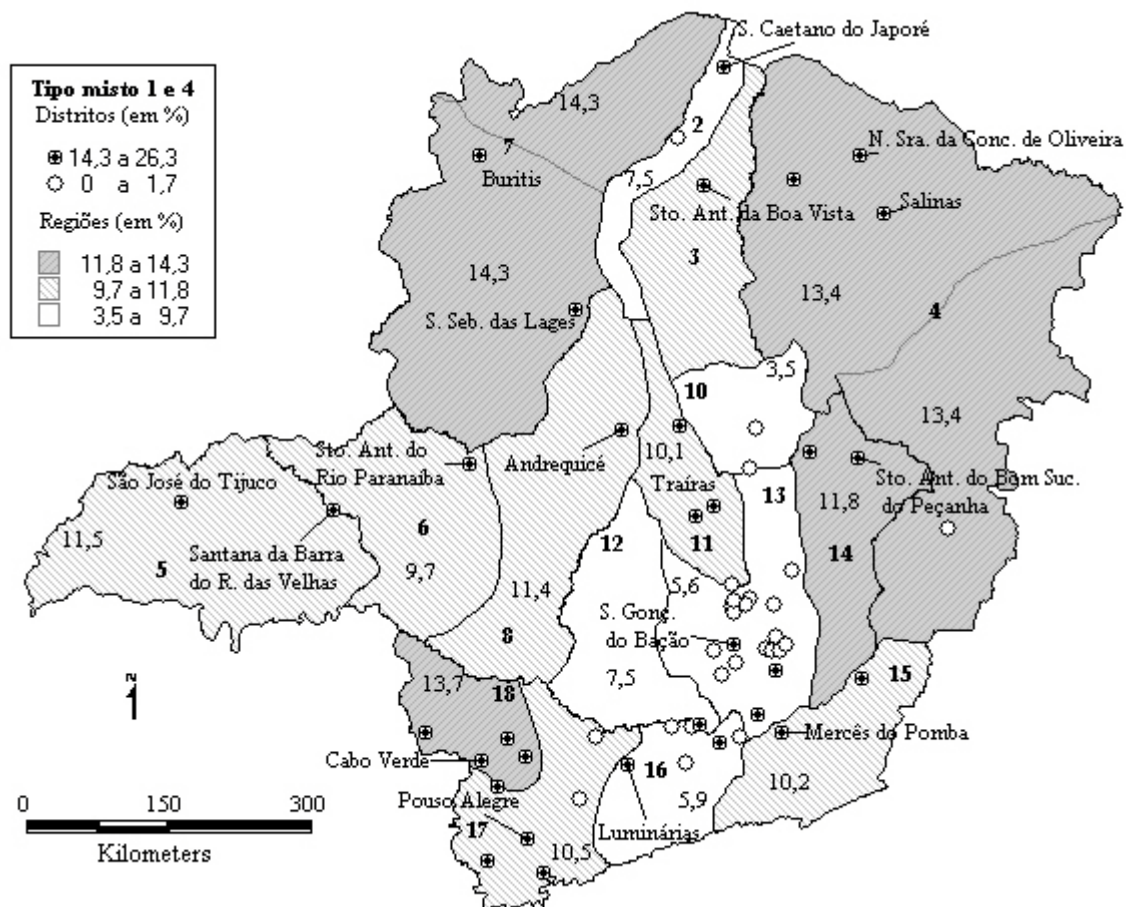 Tipo misto 1 e 4
Distritos (em %)
14,3 a 26,3
0 a 1,7
Regiões (em %)
11,8 a 14,3
9,7 a 11,8
3,5 a 9,7
S. Caetano do Japoré
14,3
2
7
Buritis
7,5
N. Sra. da Conc. de Oliveira
Sto. Ant. da Boa Vista
Salinas
3
14,3
13,4
4
S. Seb. das Lages
3,5
10
13,4
Sto. Ant. do
Rio Paranaíba
Andrequicé
10,1
São José do Tijuco
Traíras
13
11,8
Sto. Ant. do Bom Suc.
do Peçanha
11,5
5
Santana da Barra
do R. das Velhas
6
9,7
12
11
14
11,4
5,6
S. Gonç.
do Bação
8
7,5
15
N
13,7
18
Cabo Verde
Mercês do Pomba
16
10,2
0 150 300
Kilometers
Pouso Alegre
17
10,5
5,9
Luminárias